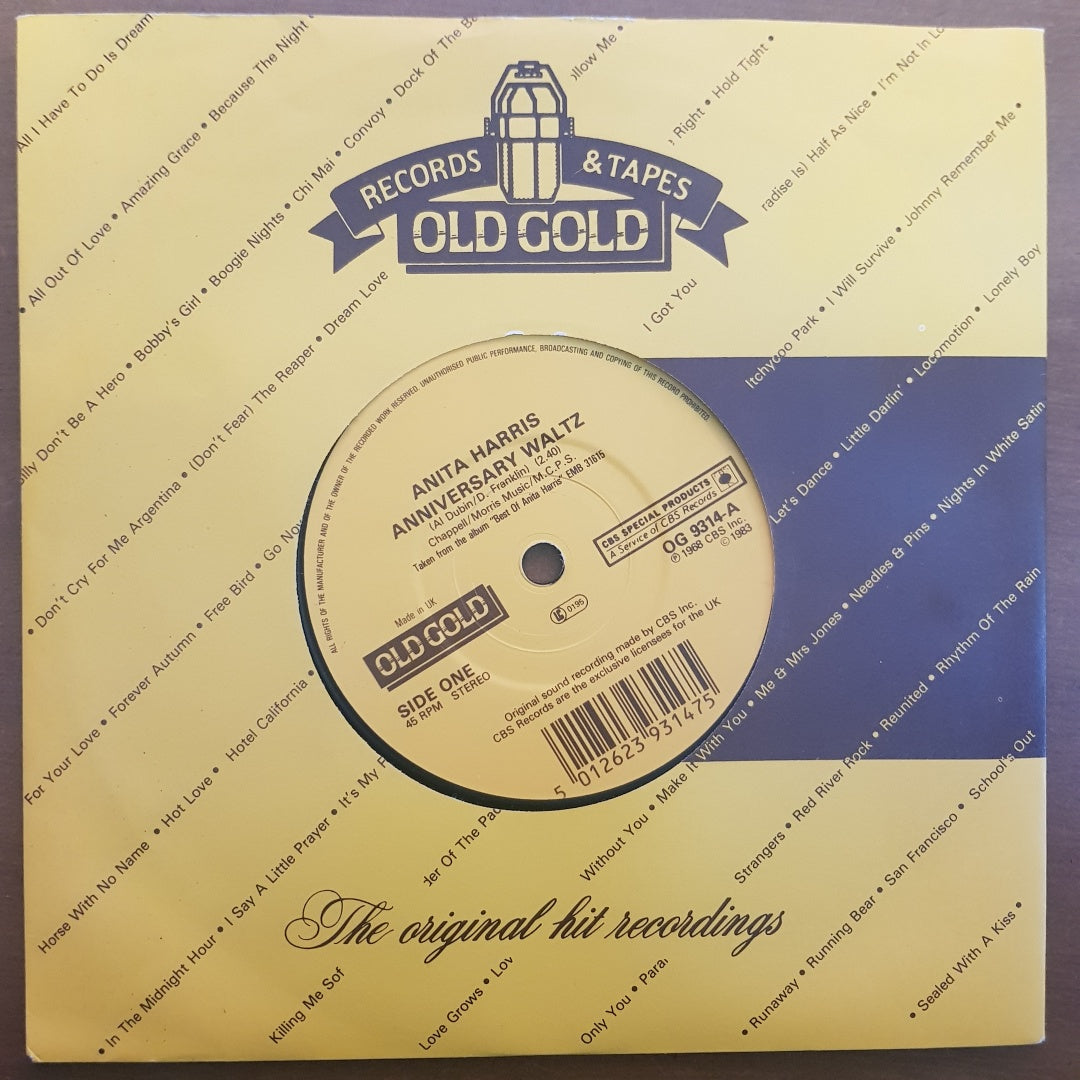 All I Have To Do Is Dream
• All Out Of Love • Amazing Grace • Because The Night
Billy Don't Be A Hero • Bobby's Girl • Boogie Nights • Chi Mai • Convoy • Dock Of The
• Don't Cry For Me Argentina • (Don't Fear) The Reaper • Dream Love
For Your Love • Forever Autumn • Free Bird • Go Now
Horse With No Name • Hot Love • Hotel California •
• In The Midnight Hour • I Say A Little Prayer • It's My
Killing Me
Love Grows •
Right • Hold Tight •
Half As Nice • I'm Not In
I Got You
Itchycoo Park • I Will Survive • Johnny Remember Me •
Let's Dance • Little Darlin' • Locomotion • Lonely Boy
Without You • Make It With You • Me & Mrs Jones • Needles & Pins • Nights In White Satin
Only You •
Strangers • Red River Rock • Reunited • Rhythm Of The Rain
• Runaway • Running Bear • San Francisco • School's Out
• Sealed With A Kiss •
RECORDS & TAPES
OLD GOLD
ALL RIGHTS OF THE MANUFACTURER AND OF THE OWNER OF THE RECORDED WORK RESERVED. UNAUTHORISED PUBLIC PERFORMANCE, BROADCASTING AND COPYING OF THIS RECORD PROHIBITED.
ANITA HARRIS
ANNIVERSARY WALTZ
(Al Dubin/D. Franklin) (2.40)
Chappell/Morris Music/M.C.P.S.
Taken from the album "Best Of Anita Harris" EMB 31615
CBS SPECIAL PRODUCTS
A Service of CBS Records
OG 9314-A
℗ 1968 CBS Inc.
© 1983
LC 0195
Made in UK
OLD GOLD
SIDE ONE
45 RPM STEREO
Original sound recording made by CBS Inc.
CBS Records are the exclusive licensees for the UK
5 012623 931475
The original hit recordings